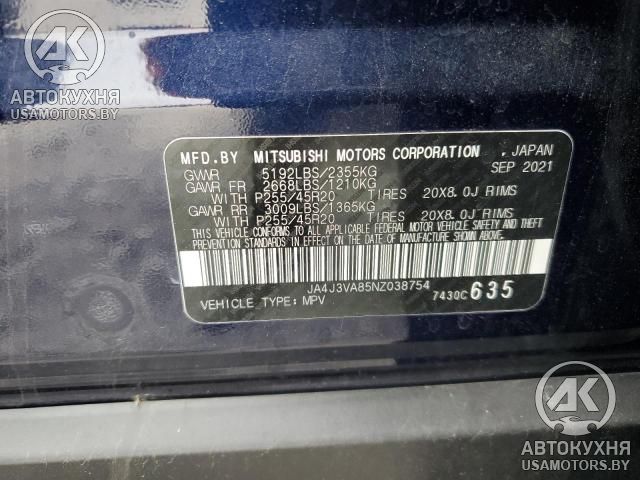 AK
АВТОКУХНЯ
USAMOTORS.BY
MFD.BY MITSUBISHI MOTORS CORPORATION , JAPAN
GVWR 5192LBS/2355KG SEP 2021
GAWR FR 2668LBS/1210KG
WITH P255/45R20 TIRES 20X8.0J RIMS
GAWR RR 3009LBS/1365KG
WITH P255/45R20 TIRES 20X8.0J RIMS
THIS VEHICLE CONFORMS TO ALL APPLICABLE FEDERAL MOTOR VEHICLE SAFETY, BUMPER, AND THEFT
PREVENTION STANDARDS IN EFFECT ON THE DATE OF MANUFACTURE SHOWN ABOVE.
JA4J3VA85NZ038754
VEHICLE TYPE: MPV 7430C 635
AK
АВТОКУХНЯ
USAMOTORS.BY